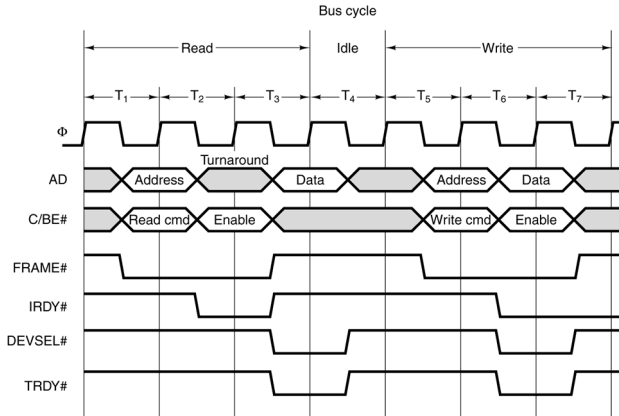 Bus cycle
Read Idle Write
T1 T2 T3 T4 T5 T6 T7
Φ
Turnaround
AD Address Data Address Data
C/BE# Read cmd Enable Write cmd Enable
FRAME#
IRDY#
DEVSEL#
TRDY#